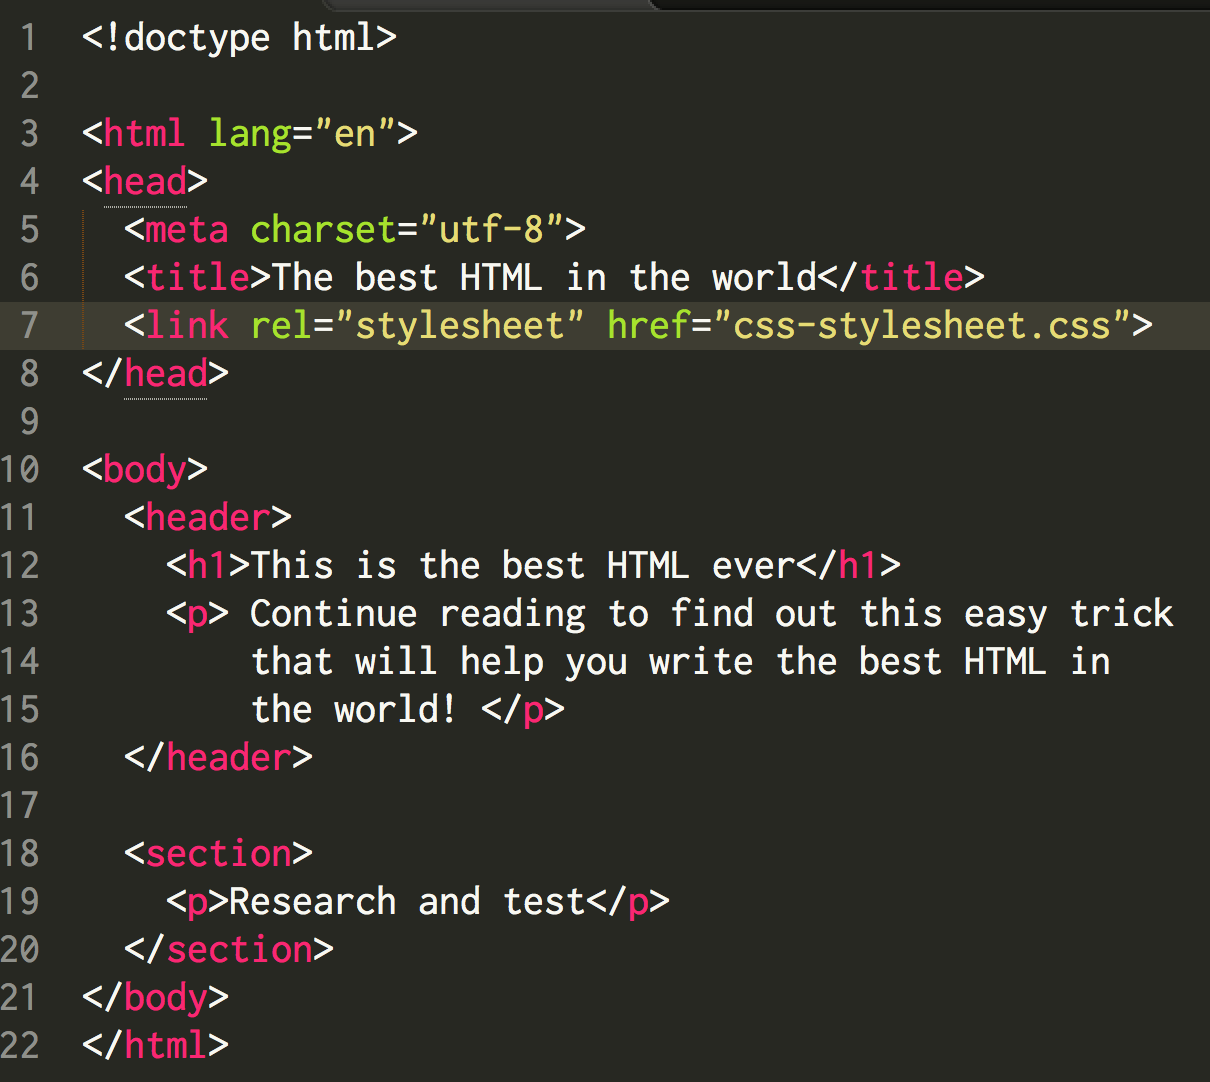 1 <!doctype html>
2
3 <html lang="en">
4 <head>
5   <meta charset="utf-8">
6   <title>The best HTML in the world</title>
7   <link rel="stylesheet" href="css-stylesheet.css">
8 </head>
9
10 <body>
11   <header>
12     <h1>This is the best HTML ever</h1>
13     <p> Continue reading to find out this easy trick
14         that will help you write the best HTML in
15         the world! </p>
16   </header>
17
18   <section>
19     <p>Research and test</p>
20   </section>
21 </body>
22 </html>